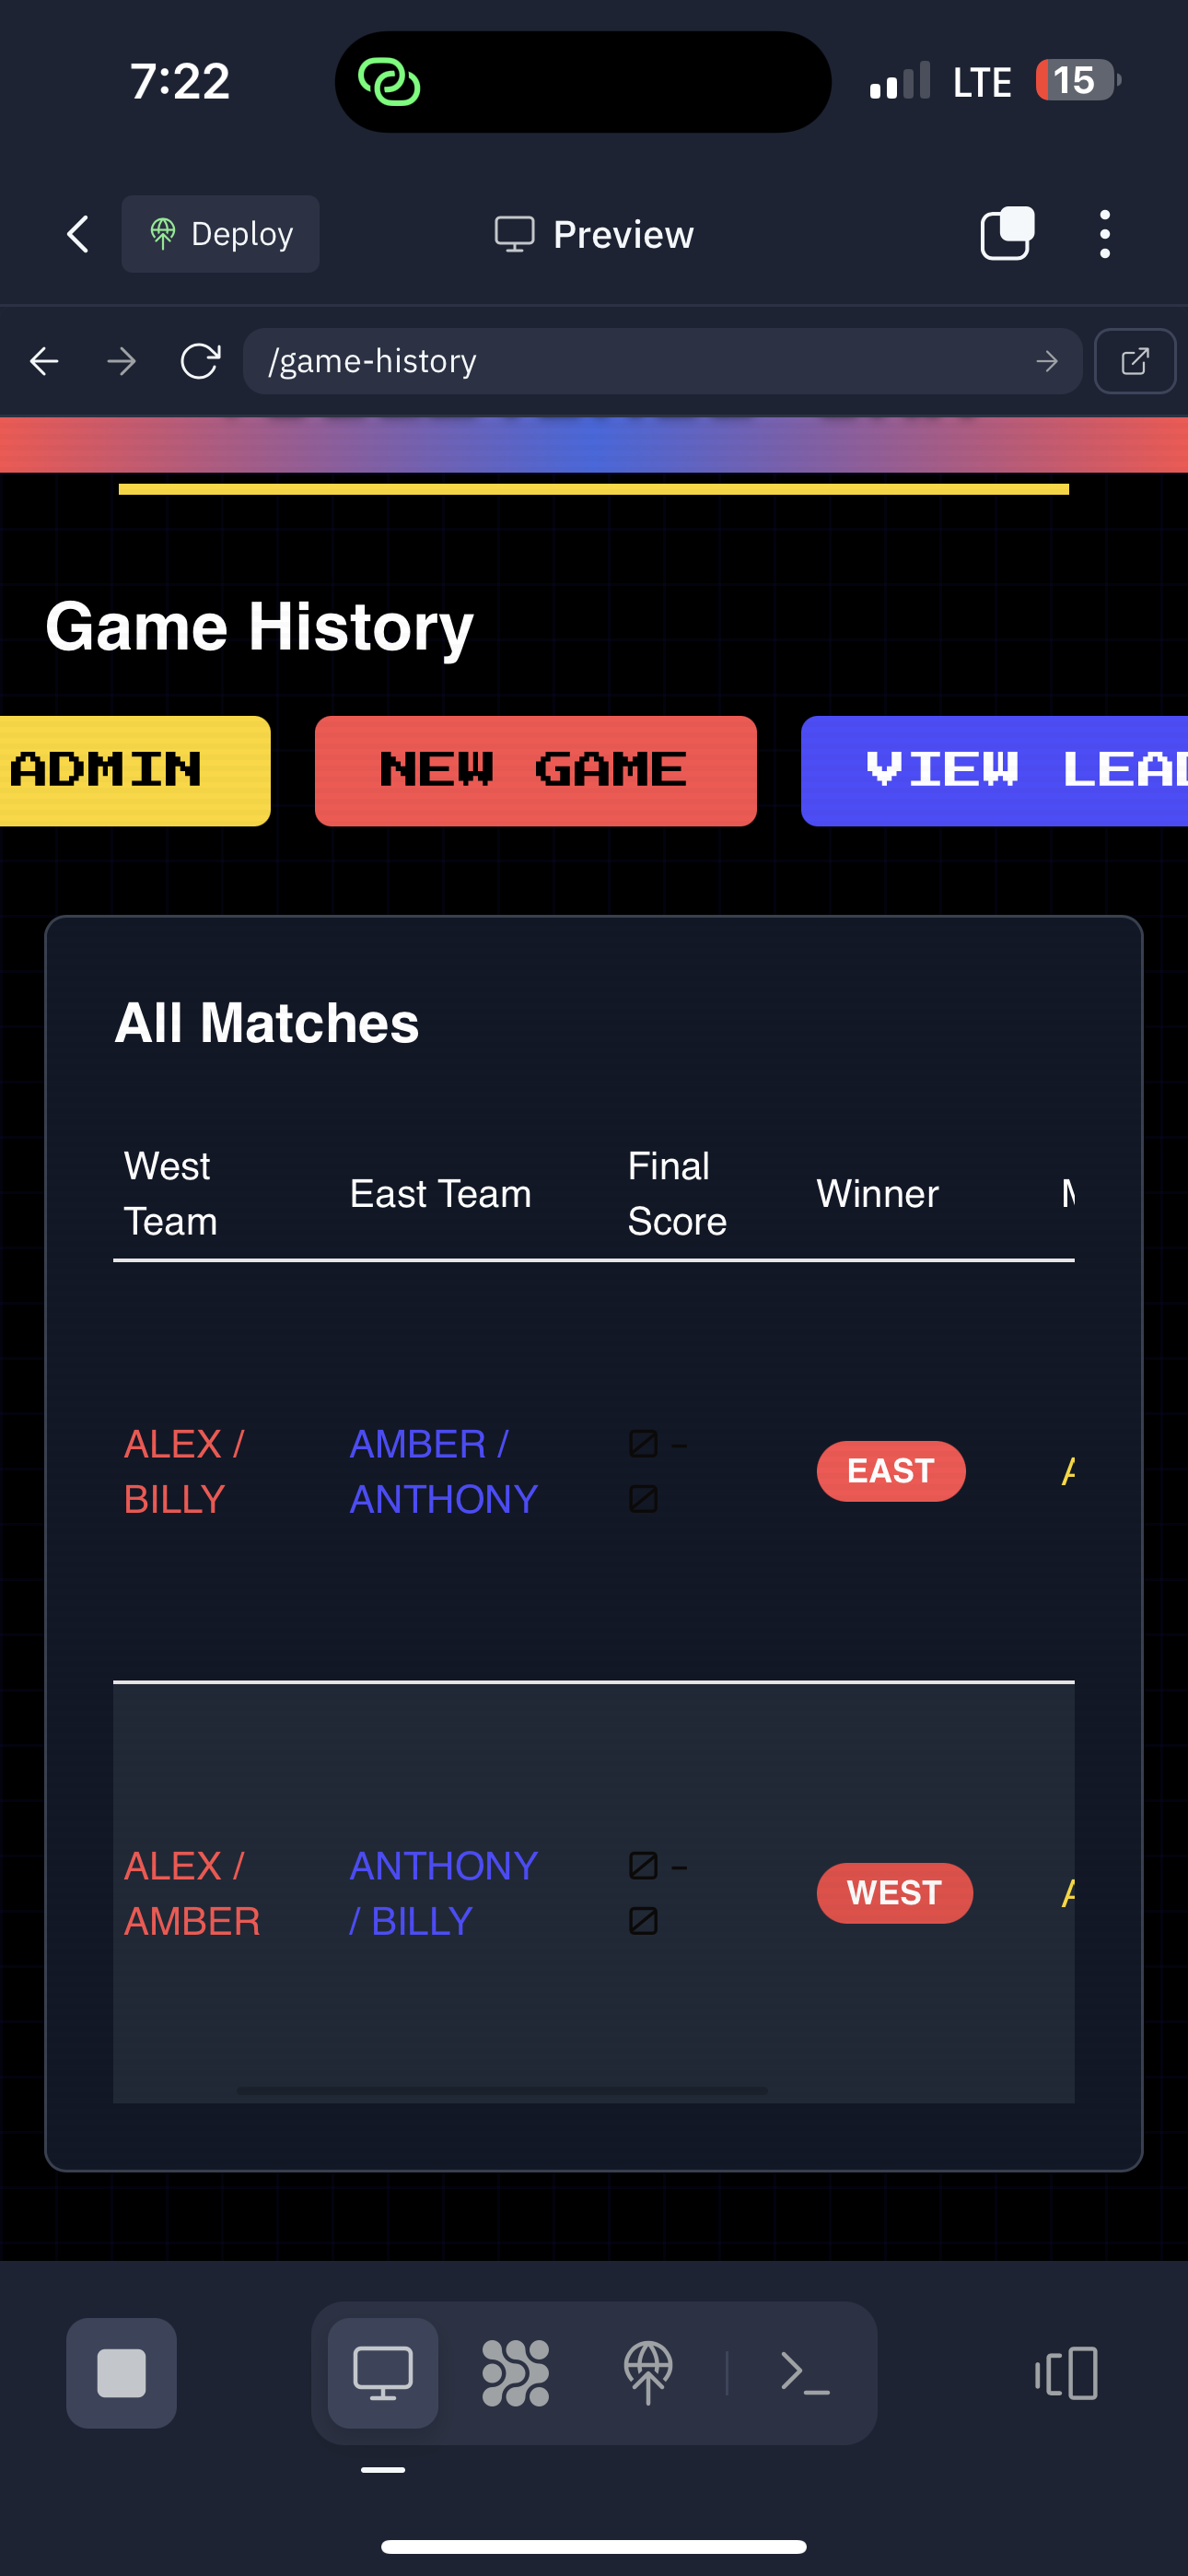 7:22
LTE
15
Deploy
Preview
/game-history
Game History
ADMIN
NEW GAME
VIEW
All Matches
West Team
East Team
Final Score
Winner
ALEX /
BILLY
AMBER /
ANTHONY
–
EAST
ALEX /
AMBER
ANTHONY
/ BILLY
–
WEST